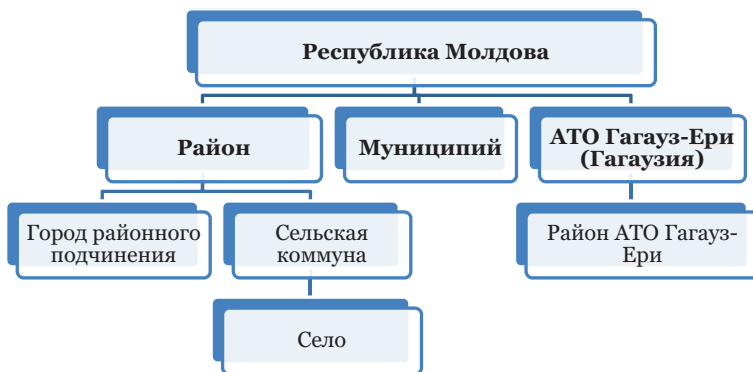 Республика Молдова
Район
Муниципий
АТО Гагауз-Ери
(Гагаузия)
Город районного
подчинения
Сельская
коммуна
Район АТО Гагауз-
Ери
Село